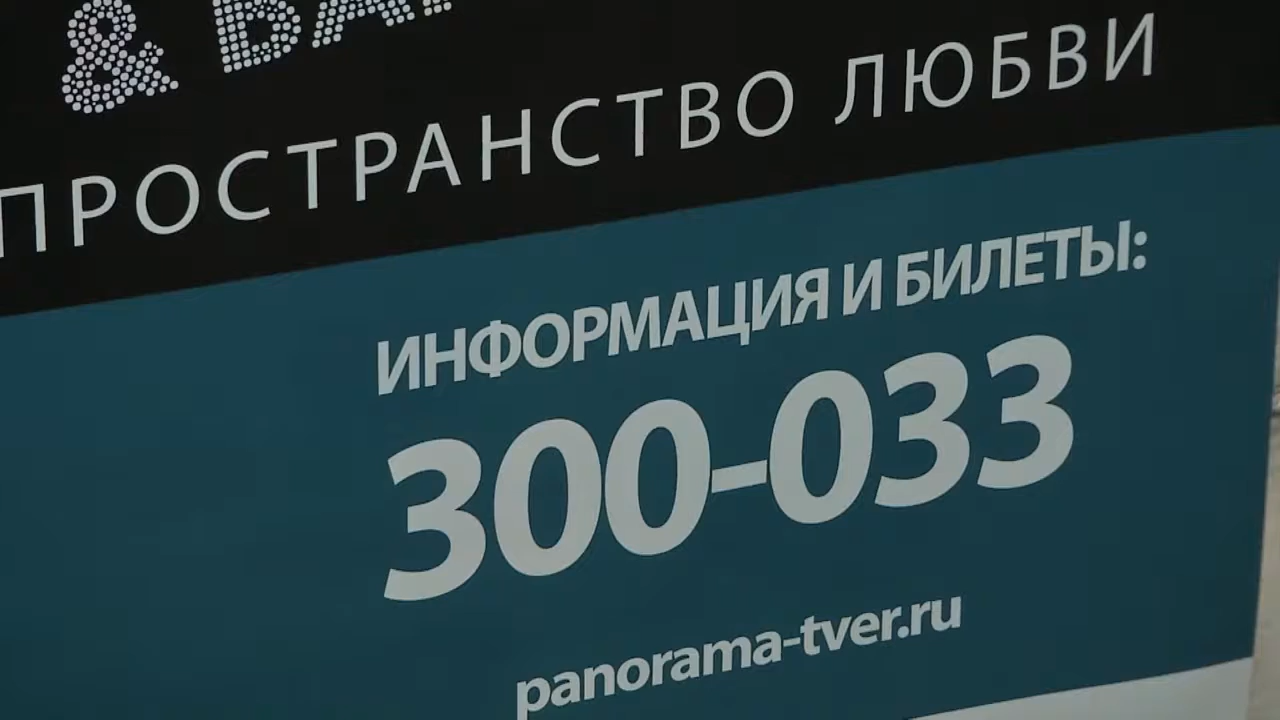 &
ПРОСТРАНСТВО ЛЮБВИ
ИНФОРМАЦИЯ И БИЛЕТЫ:
300-033
panorama-tver.ru